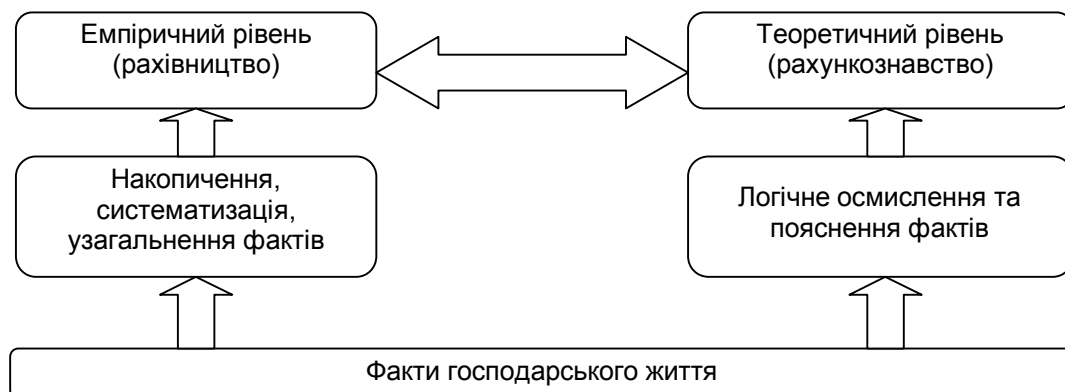 Емпіричний рівень
(рахівництво)
Теоретичний рівень
(рахункознавство)
Накопичення,
систематизація,
узагальнення фактів
Логічне осмислення та
пояснення фактів
Факти господарського життя